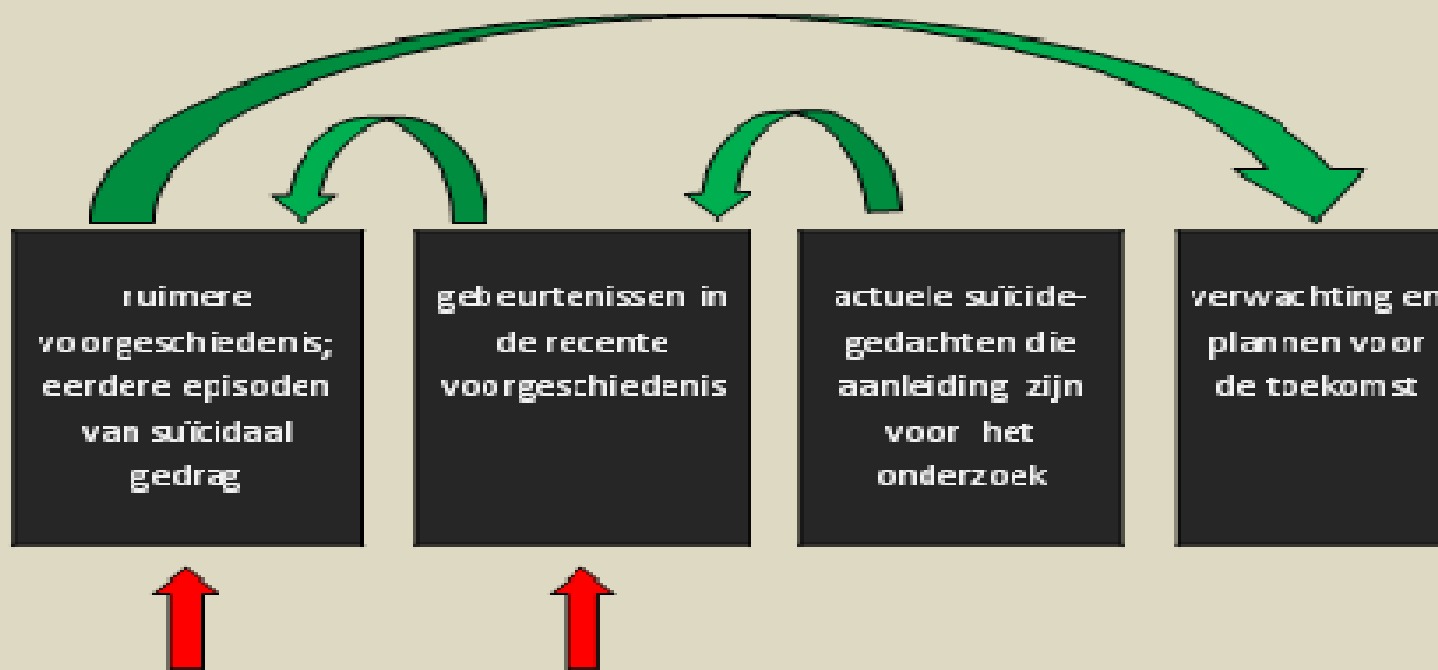 ruimere
voorgeschiedenis;
eerdere episoden
van suïcidaal
gedrag
gebeurtenissen in
de recente
voorgeschiedenis
actuele suïcide-
gedachten die
aanleiding zijn
voor het
onderzoek
verwachting en
plannen voor
de toekomst